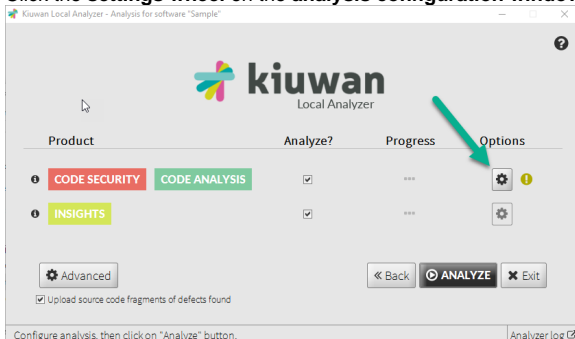 Click the settings wheel on the analysis configuration window
Kiuwan Local Analyzer - Analysis for software "Sample"
kiuwan
Local Analyzer
Product Analyze? Progress Options
CODE SECURITY CODE ANALYSIS
INSIGHTS
Advanced Back ANALYZE Exit
Upload source code fragments of defects found
Configure analysis, then click on "Analyze" button. Analyzer log